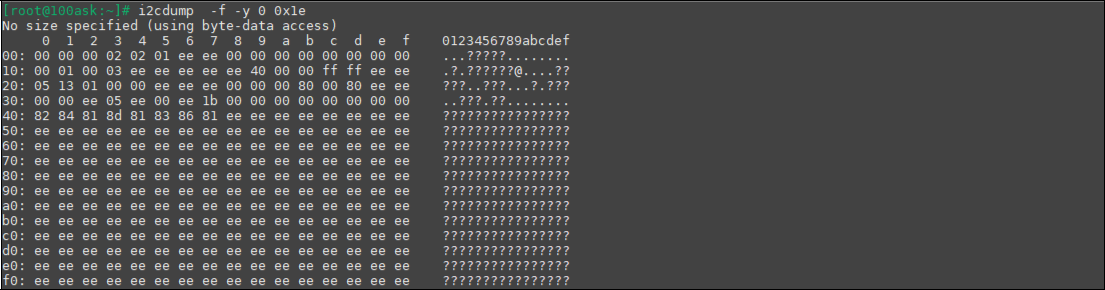 [root@100ask:~]# i2cdump  -f -y 0 0x1e
No size specified (using byte-data access)
     0  1  2  3  4  5  6  7  8  9  a  b  c  d  e  f    0123456789abcdef
00: 00 00 00 02 02 01 ee ee 00 00 00 00 00 00 00 00    ...?????........
10: 00 01 00 03 ee ee ee ee ee 40 00 00 ff ff ee ee    .?.??????@....??
20: 05 13 01 00 00 ee ee ee 00 00 00 80 00 80 ee ee    ???..???...?.???
30: 00 00 ee 05 ee 00 ee 1b 00 00 00 00 00 00 00 00    ..???.??........
40: 82 84 81 8d 81 83 86 81 ee ee ee ee ee ee ee ee    ????????????????
50: ee ee ee ee ee ee ee ee ee ee ee ee ee ee ee ee    ????????????????
60: ee ee ee ee ee ee ee ee ee ee ee ee ee ee ee ee    ????????????????
70: ee ee ee ee ee ee ee ee ee ee ee ee ee ee ee ee    ????????????????
80: ee ee ee ee ee ee ee ee ee ee ee ee ee ee ee ee    ????????????????
90: ee ee ee ee ee ee ee ee ee ee ee ee ee ee ee ee    ????????????????
a0: ee ee ee ee ee ee ee ee ee ee ee ee ee ee ee ee    ????????????????
b0: ee ee ee ee ee ee ee ee ee ee ee ee ee ee ee ee    ????????????????
c0: ee ee ee ee ee ee ee ee ee ee ee ee ee ee ee ee    ????????????????
d0: ee ee ee ee ee ee ee ee ee ee ee ee ee ee ee ee    ????????????????
e0: ee ee ee ee ee ee ee ee ee ee ee ee ee ee ee ee    ????????????????
f0: ee ee ee ee ee ee ee ee ee ee ee ee ee ee ee ee    ????????????????